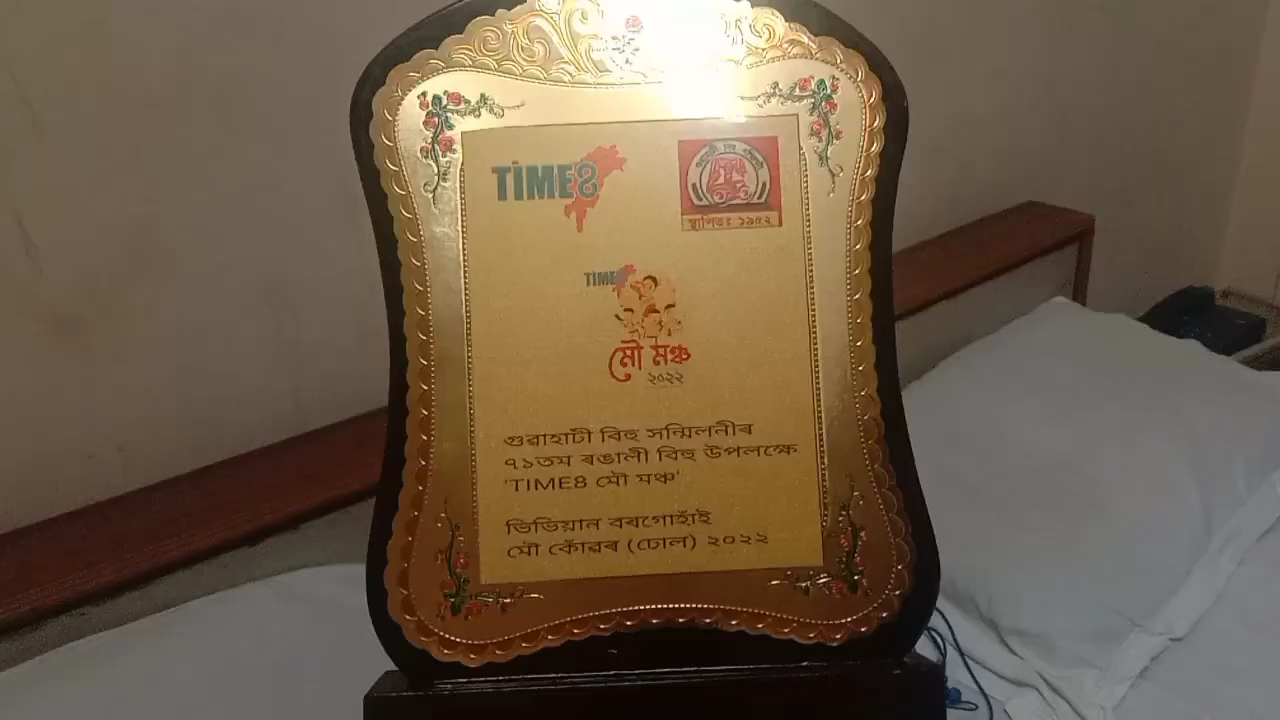 TIME8
স্থাপিতঃ ১৯৫২
TIME8
মৌ মঞ্চ
২০২২
গুৱাহাটী বিহু সন্মিলনীৰ
৭১তম ৰঙালী বিহু উপলক্ষে
'TIME8 মৌ মঞ্চ'
ভিভিয়ান বৰগোহাঁই
মৌ কোঁৱৰ (ঢোল) ২০২২